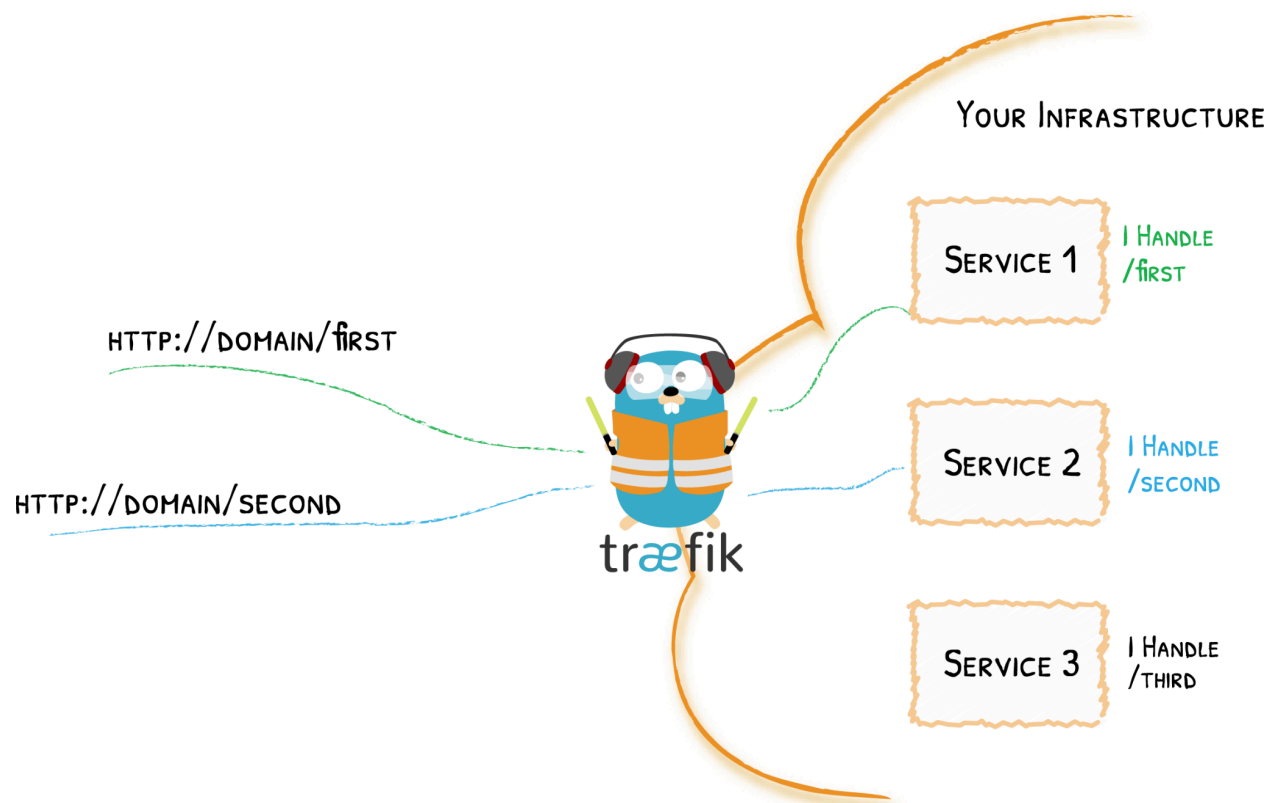 Your Infrastructure
Service 1
I Handle
/first
http://domain/first
Service 2
I Handle
/second
http://domain/second
træfik
Service 3
I Handle
/third